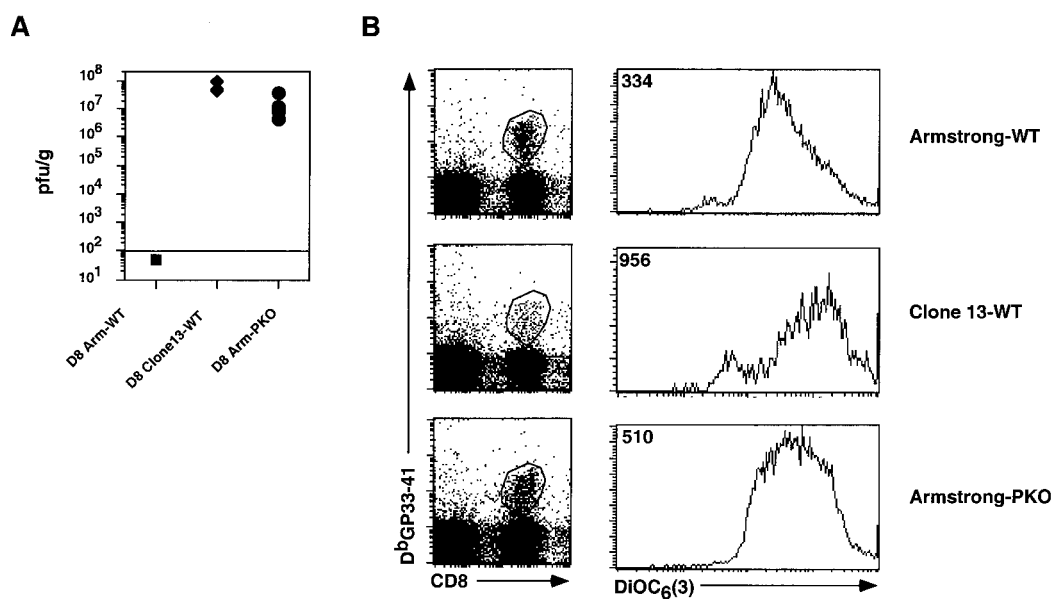 A
B
10⁸
10⁷
10⁶
10⁵
10⁴
10³
10²
10¹
pfu/g
D8 Arm-WT
D8 Clone13-WT
D8 Arm-PKO
334
Armstrong-WT
956
Clone 13-WT
510
Armstrong-PKO
DᵇGP33-41
CD8
DiOC₆(3)